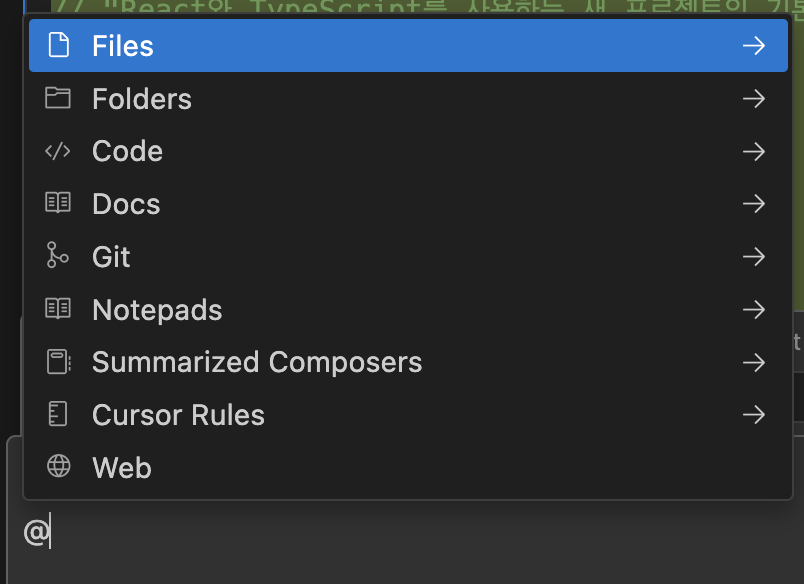 // "React와 TypeScript를 사용하는 새 프로젝트의 기본
Files
Folders
Code
Docs
Git
Notepads
t
Summarized Composers
Cursor Rules
Web
@